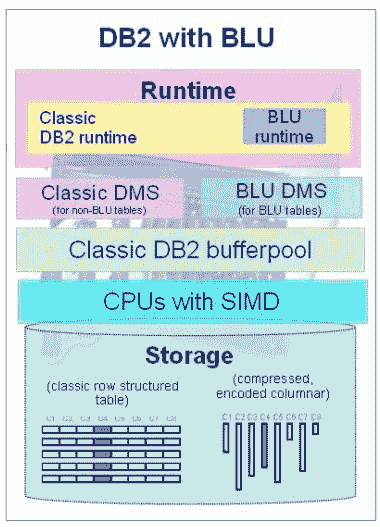 DB2 with BLU
Runtime
Classic
DB2 runtime
BLU
runtime
Classic DMS
(for non-BLU tables)
BLU DMS
(for BLU tables)
Classic DB2 bufferpool
CPUs with SIMD
Storage
(classic row structured
table)
(compressed,
encoded columnar)
C1 C2 C3 C4 C5 C6 C7 C8
C1 C2 C3 C4 C5 C6 C7 C8